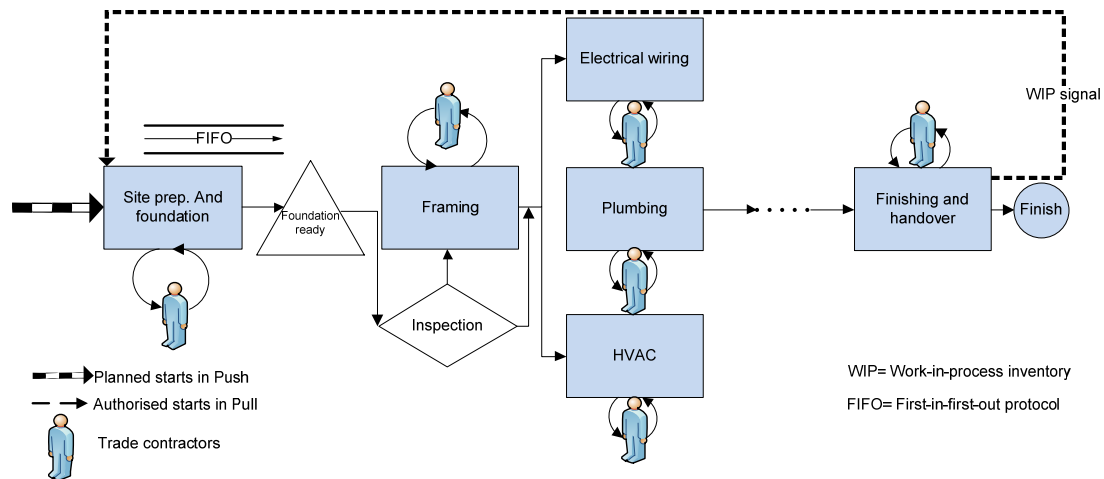 Electrical wiring
WIP signal
FIFO
Site prep. And
foundation
Foundation
ready
Framing
Plumbing
Finishing and
handover
Finish
Inspection
HVAC
Planned starts in Push
Authorised starts in Pull
Trade contractors
WIP= Work-in-process inventory
FIFO= First-in-first-out protocol